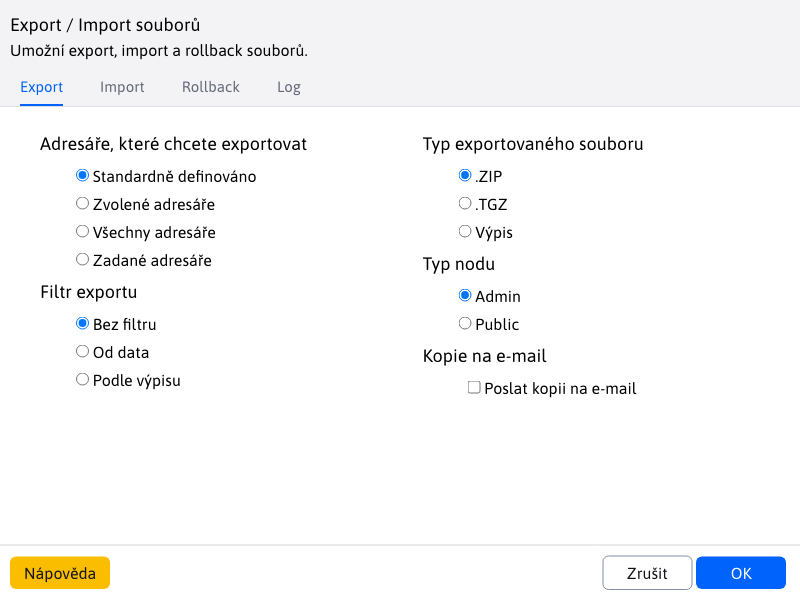 Export / Import souborů
Umožní export, import a rollback souborů.
Export
Import
Rollback
Log
Adresáře, které chcete exportovat
Standardně definováno
Zvolené adresáře
Všechny adresáře
Zadané adresáře
Filtr exportu
Bez filtru
Od data
Podle výpisu
Typ exportovaného souboru
.ZIP
.TGZ
Výpis
Typ nodu
Admin
Public
Kopie na e-mail
Poslat kopii na e-mail
Nápověda
Zrušit
OK